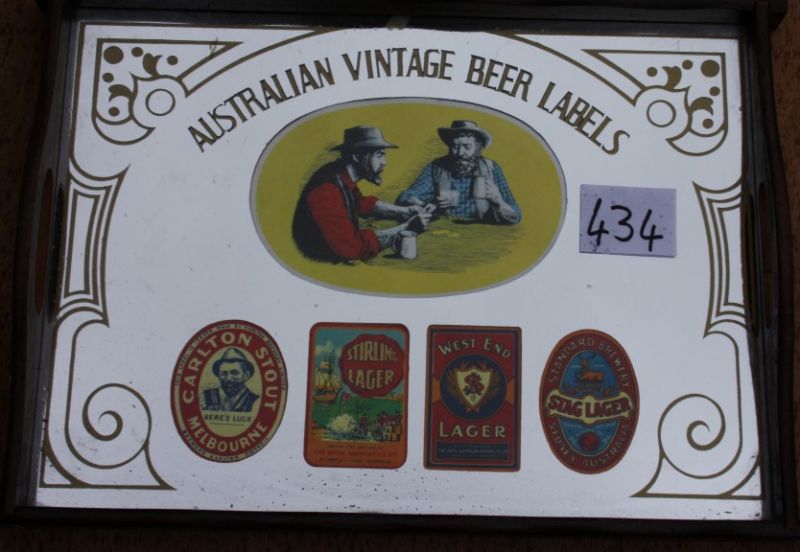 AUSTRALIAN VINTAGE BEER LABELS
434
CARLTON STOUT
HERE'S LUCK
MELBOURNE
STIRLING
LAGER
WEST END
LAGER
STANDARD BREWERY
STAG LAGER
SYDNEY AUSTRALIA